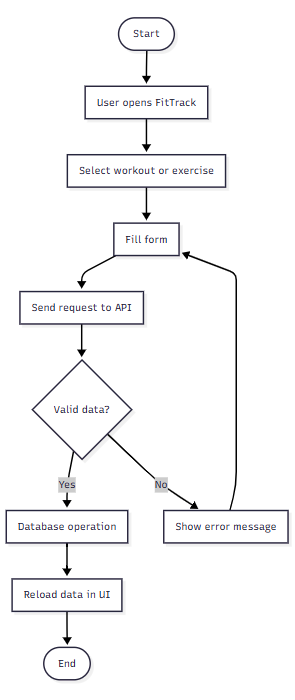 Start
User opens FitTrack
Select workout or exercise
Fill form
Send request to API
Valid data?
Yes
No
Database operation
Show error message
Reload data in UI
End